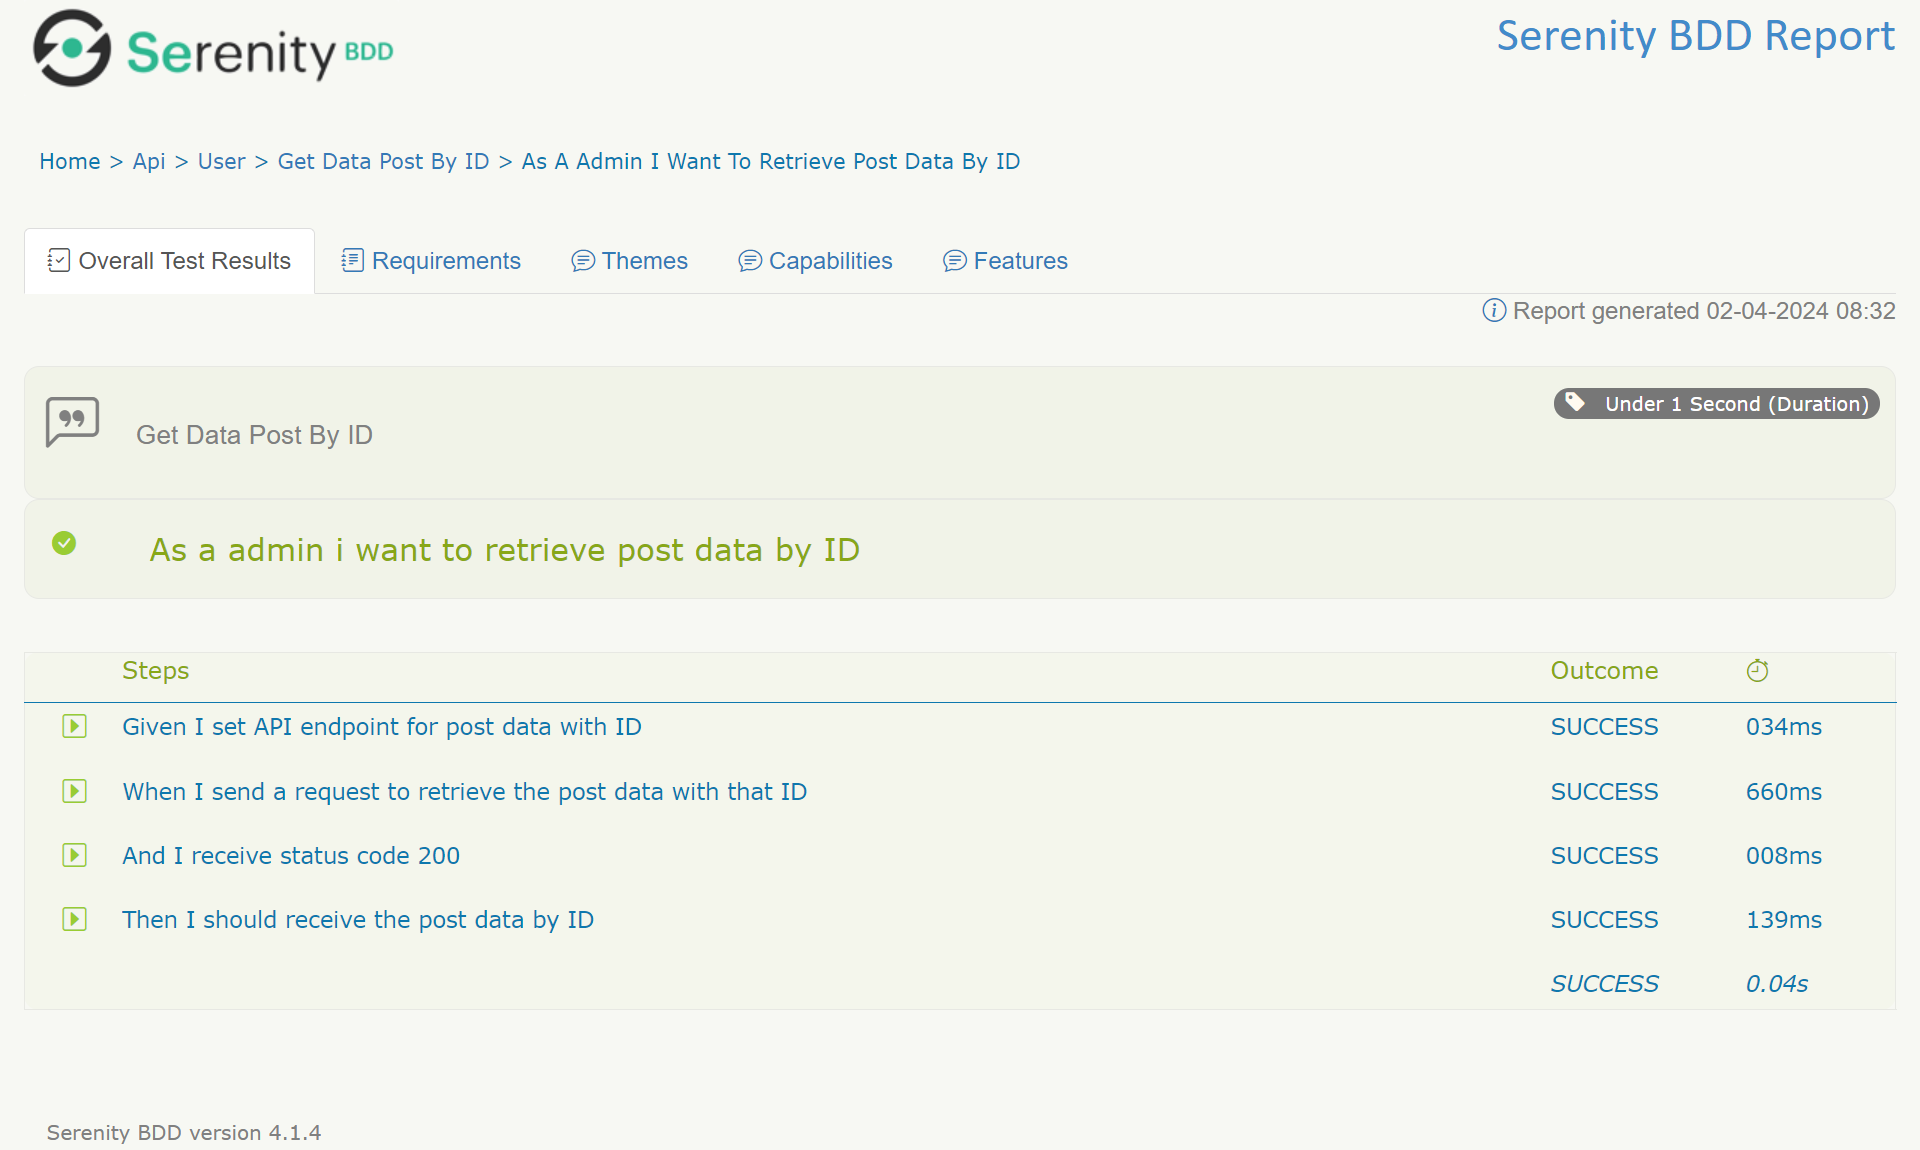 Serenity BDD
Serenity BDD Report
Home > Api > User > Get Data Post By ID > As A Admin I Want To Retrieve Post Data By ID
Overall Test Results Requirements Themes Capabilities Features
Report generated 02-04-2024 08:32
Under 1 Second (Duration)
Get Data Post By ID
As a admin i want to retrieve post data by ID
Steps Outcome
Given I set API endpoint for post data with ID SUCCESS 034ms
When I send a request to retrieve the post data with that ID SUCCESS 660ms
And I receive status code 200 SUCCESS 008ms
Then I should receive the post data by ID SUCCESS 139ms
SUCCESS 0.04s
Serenity BDD version 4.1.4